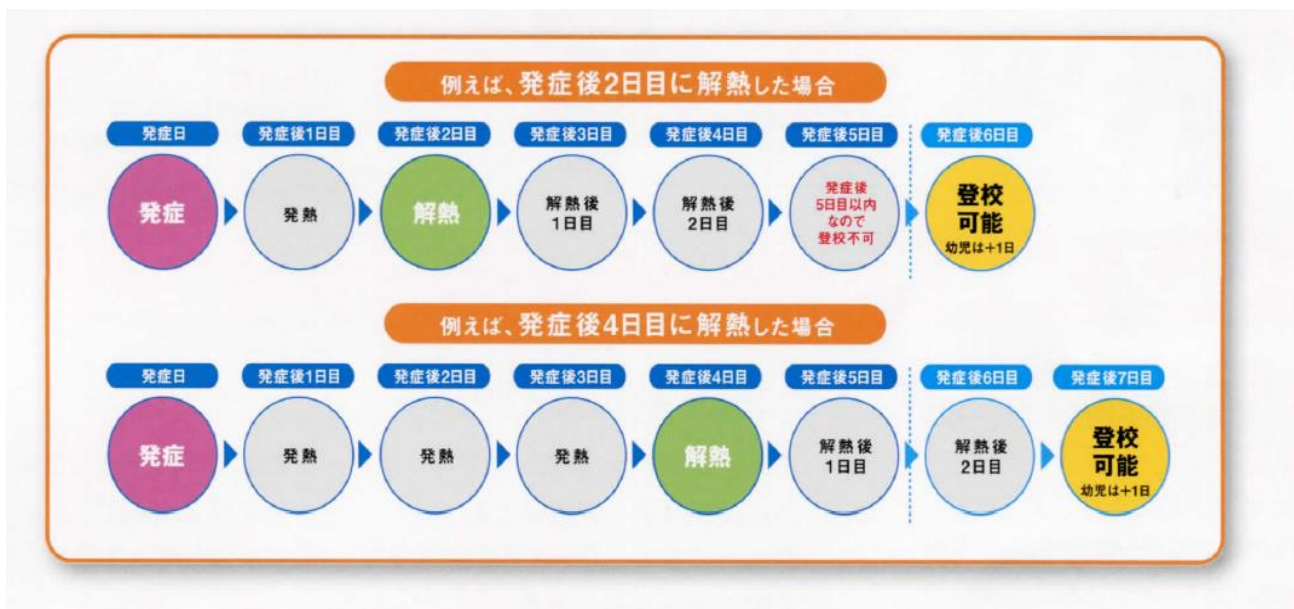 例えば、発症後2日目に解熱した場合
発症日
発症後1日目
発症後2日目
発症後3日目
発症後4日目
発症後5日目
発症後6日目
発症
発熱
解熱
解熱後
1日目
解熱後
2日目
発症後
5日目以内
なので
登校不可
登校
可能
幼児は+1日
例えば、発症後4日目に解熱した場合
発症日
発症後1日目
発症後2日目
発症後3日目
発症後4日目
発症後5日目
発症後6日目
発症後7日目
発症
発熱
発熱
発熱
解熱
解熱後
1日目
解熱後
2日目
登校
可能
幼児は+1日